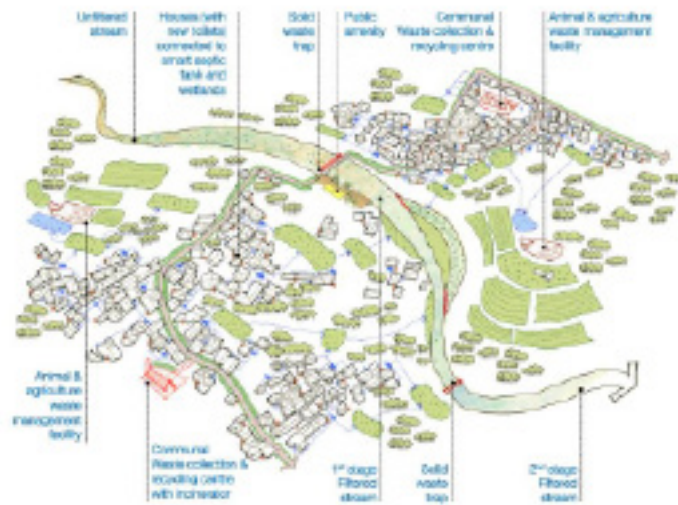 Unfiltered
stream
Houses (with
new toilets)
connected to
smart septic
tank and
wetlands
Solid
waste
trap
Public
amenity
Communal
Waste collection &
recycling centre
Animal & agriculture
waste management
facility
Animal &
agriculture
waste
management
facility
Communal
Waste collection &
recycling centre
with incinerator
1st stage
Filtered
stream
Solid
waste
trap
2nd stage
Filtered
stream